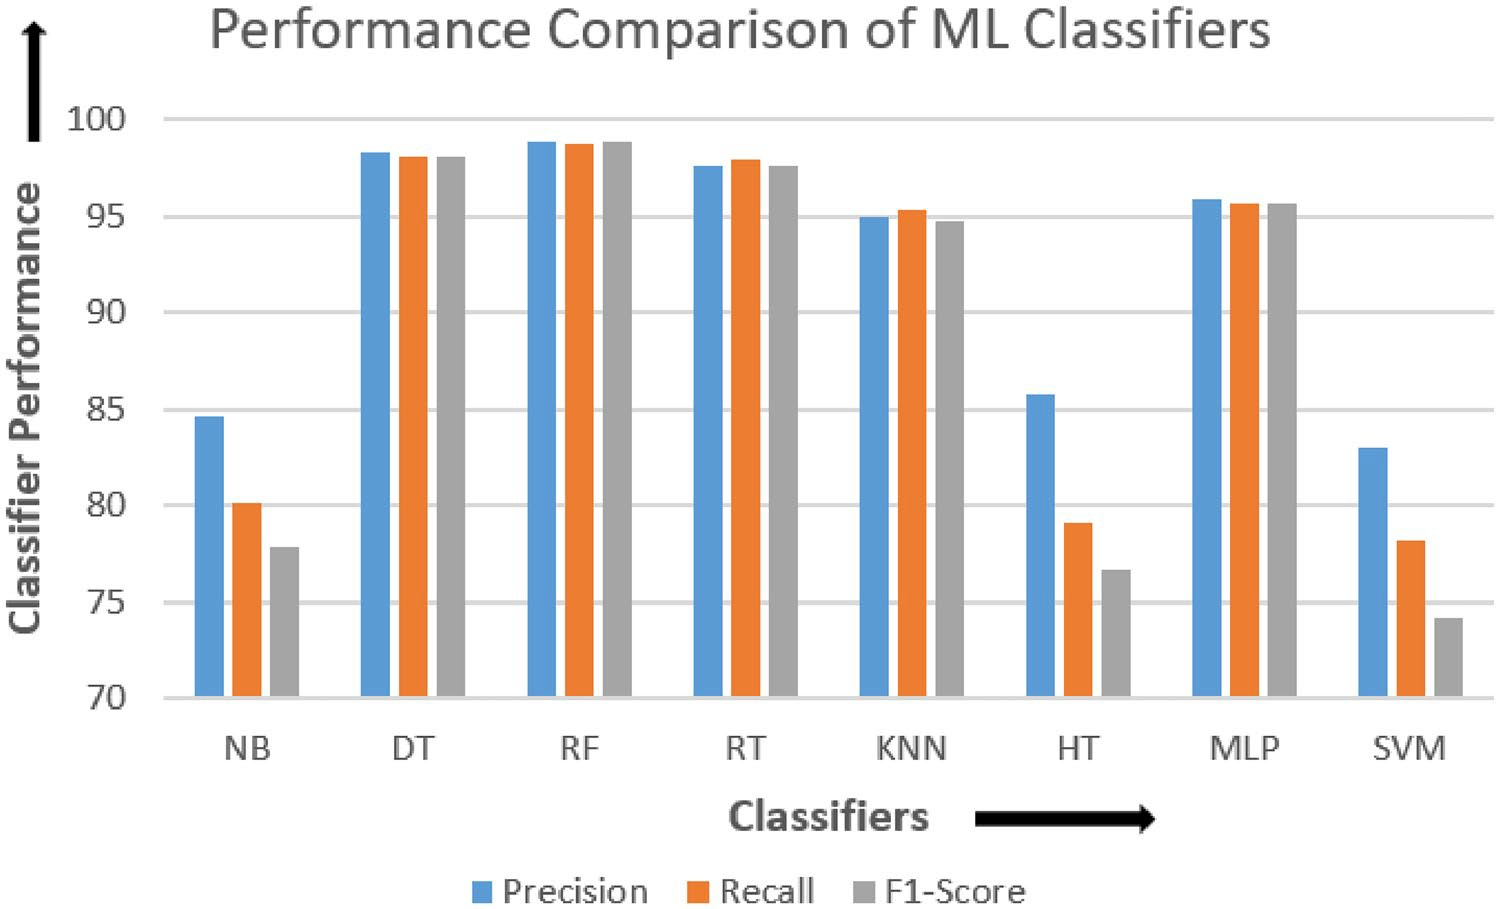 Performance Comparison of ML Classifiers
Classifier Performance
100
95
90
85
80
75
70
NB DT RF RT KNN HT MLP SVM
Classifiers
Precision Recall F1-Score